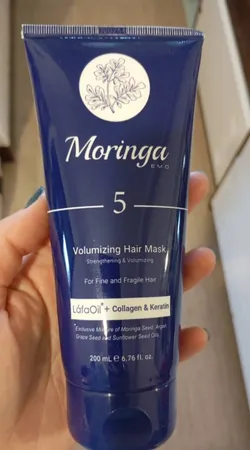 Moringa
EMO
5
Volumizing Hair Mask
Strengthening & Volumizing
For Fine and Fragile Hair
LáfaOil* + Collagen & Keratin
*Exclusive Mixture of Moringa Seed, Argan,
Grape Seed and Sunflower Seed Oils
200 mL ℮ 6.76 fl. oz.